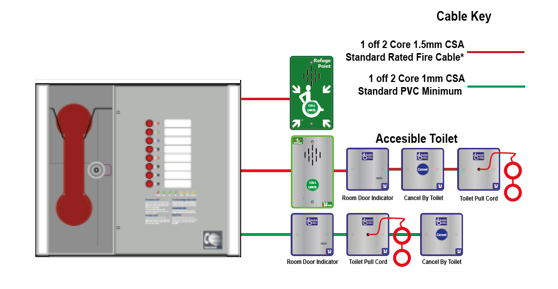 Cable Key
1 off 2 Core 1.5mm CSA
Standard Rated Fire Cable*
1 off 2 Core 1mm CSA
Standard PVC Minimum
Refuge
Point
Accesible Toilet
Room Door Indicator
Cancel By Toilet
Toilet Pull Cord
Room Door Indicator
Toilet Pull Cord
Cancel By Toilet